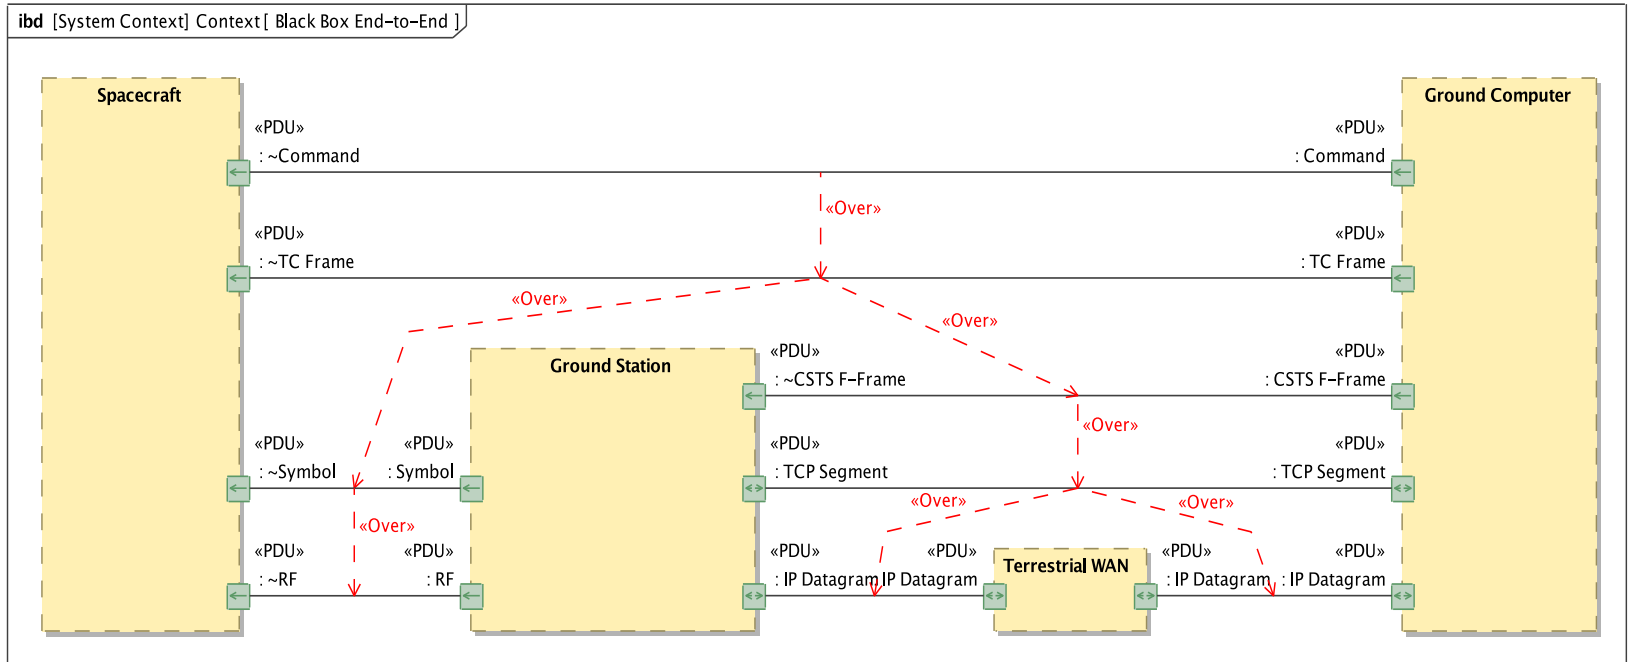 ibd [System Context] Context [ Black Box End-to-End ]
Spacecraft
Ground Computer
«PDU»
«PDU»
: ~Command
: Command
«Over»
«PDU»
«PDU»
: ~TC Frame
: TC Frame
«Over»
«Over»
«PDU»
«PDU»
Ground Station
: ~CSTS F-Frame
: CSTS F-Frame
«Over»
«PDU»
«PDU»
«PDU»
«PDU»
: ~Symbol
: Symbol
: TCP Segment
: TCP Segment
«Over»
«Over»
«Over»
«PDU»
«PDU»
«PDU»
«PDU»
«PDU»
«PDU»
Terrestrial WAN
: ~RF
: RF
: IP Datagram
IP Datagram
: IP Datagram
: IP Datagram